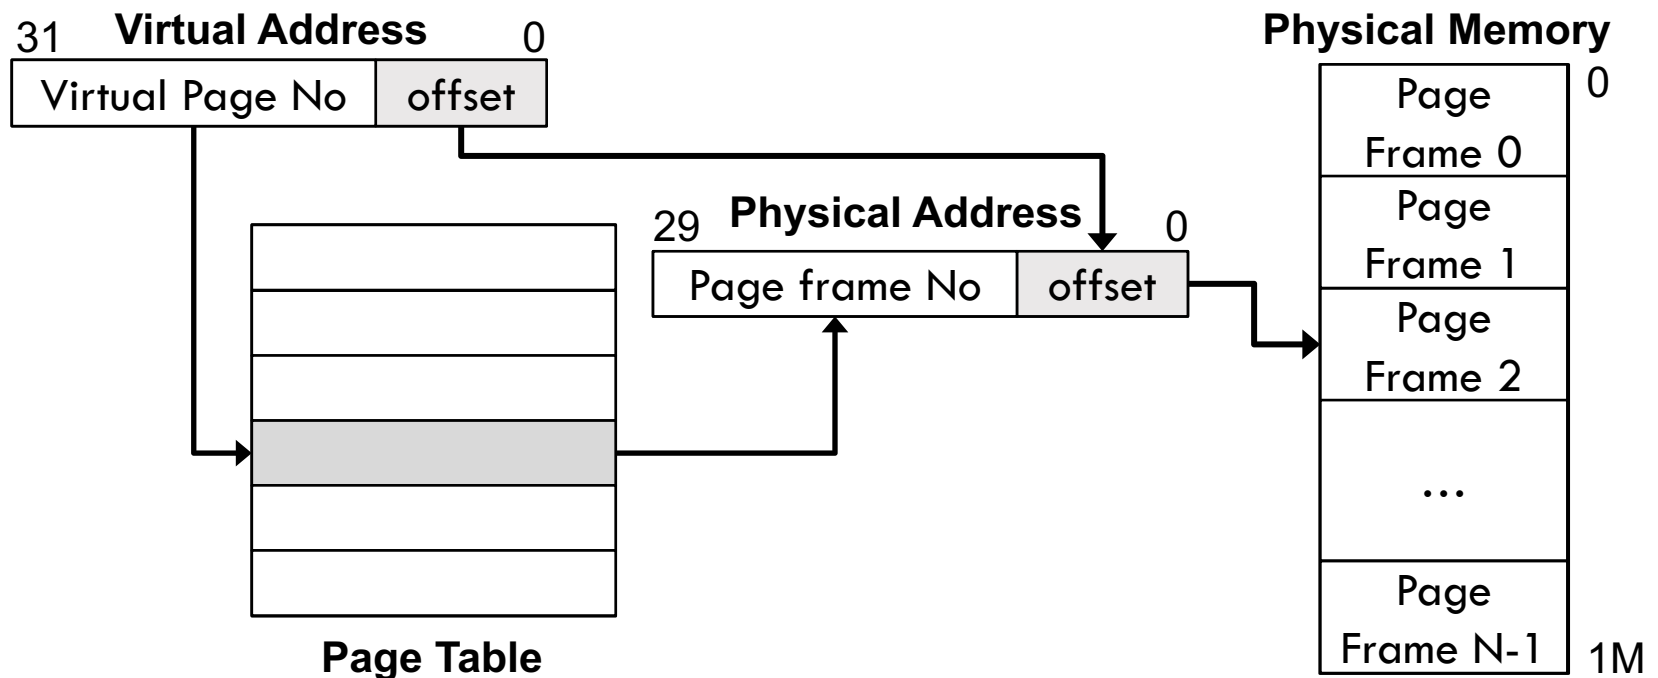 Virtual Address
31 0
Virtual Page No offset
Physical Address
29 0
Page frame No offset
Page Table
Physical Memory
0
Page
Frame 0
Page
Frame 1
Page
Frame 2
...
Page
Frame N-1
1M